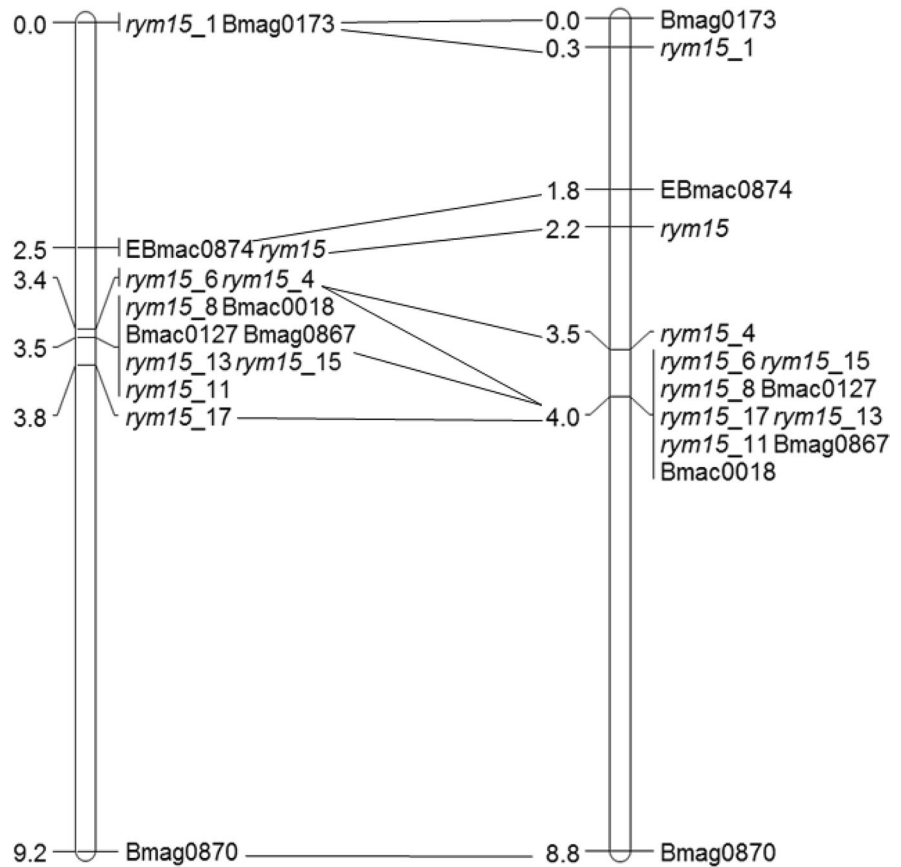 0.0 rym15_1 Bmag0173
2.5 EBmac0874 rym15
3.4 rym15_6 rym15_4
rym15_8 Bmac0018
3.5 Bmac0127 Bmag0867
rym15_13 rym15_15
rym15_11
3.8 rym15_17
9.2 Bmag0870
0.0 Bmag0173
0.3 rym15_1
1.8 EBmac0874
2.2 rym15
3.5 rym15_4
rym15_6 rym15_15
rym15_8 Bmac0127
4.0 rym15_17 rym15_13
rym15_11 Bmag0867
Bmac0018
8.8 Bmag0870